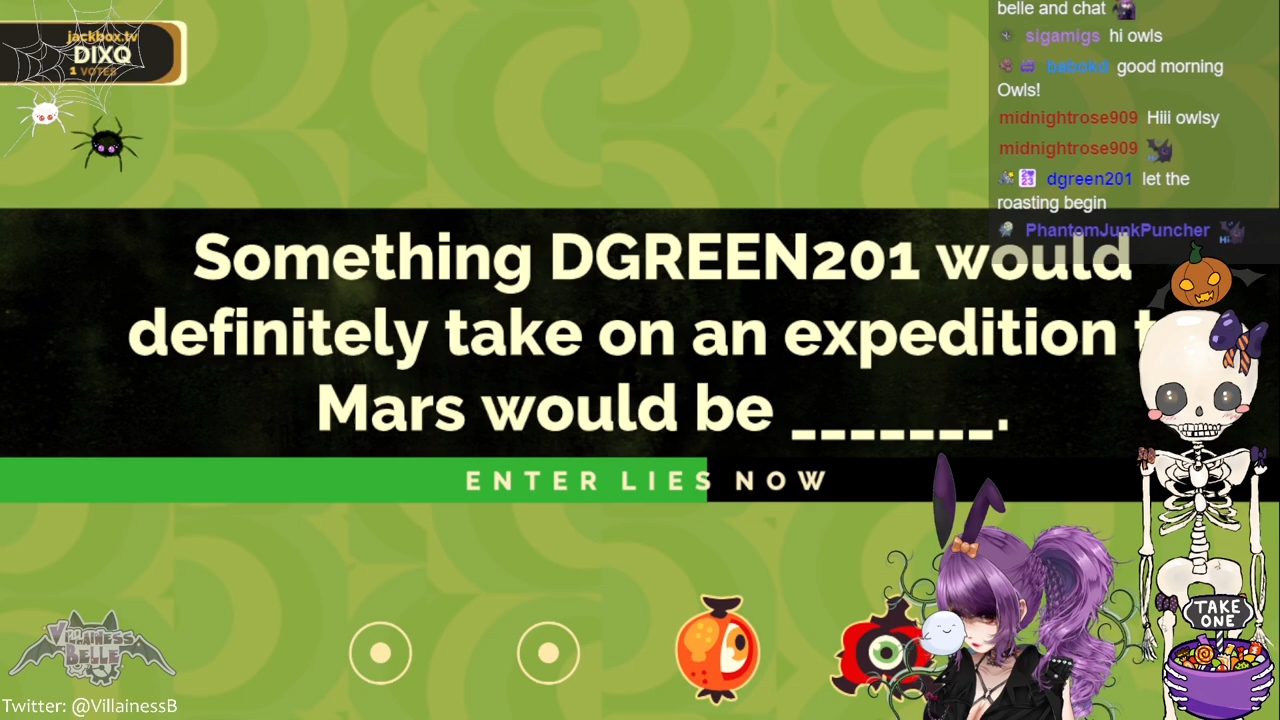 jackbox.tv
DIXQ
1 VOTES
belle and chat
sigamigs hi owls
babokd good morning
Owls!
midnightrose909 Hiii owlsy
midnightrose909
dgreen201 let the
roasting begin
PhantomJunkPuncher
Something DGREEN201 would
definitely take on an expedition t
Mars would be _______.
ENTER LIES NOW
TAKE
ONE
VILLAINESS
BELLE
Twitter: @VillainessB